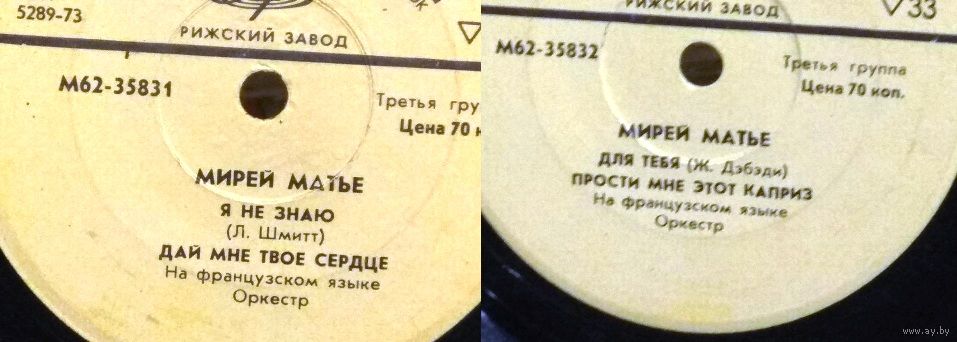 5289-73
РИЖСКИЙ ЗАВОД
М62-35831
Третья гру
Цена 70 к
МИРЕЙ МАТЬЕ
Я НЕ ЗНАЮ
(Л. Шмитт)
ДАЙ МНЕ ТВОЕ СЕРДЦЕ
На французском языке
Оркестр
РИЖСКИЙ ЗАВОД
33
М62-35832
Третья группа
Цена 70 коп.
МИРЕЙ МАТЬЕ
ДЛЯ ТЕБЯ (Ж. Дэбэди)
ПРОСТИ МНЕ ЭТОТ КАПРИЗ
На французском языке
Оркестр
www.ay.by